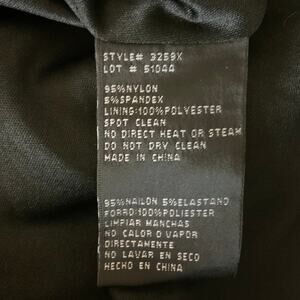 STYLE# 3259X
LOT # 51044
95%NYLON
5%SPANDEX
LINING:100%POLYESTER
SPOT CLEAN
NO DIRECT HEAT OR STEAM
DO NOT DRY CLEAN
MADE IN CHINA
95%NAILON 5%ELASTANO
FORRO:100%POLIESTER
LIMPIAR MANCHAS
NO CALOR O VAPOR
DIRECTAMENTE
NO LAVAR EN SECO
HECHO EN CHINA